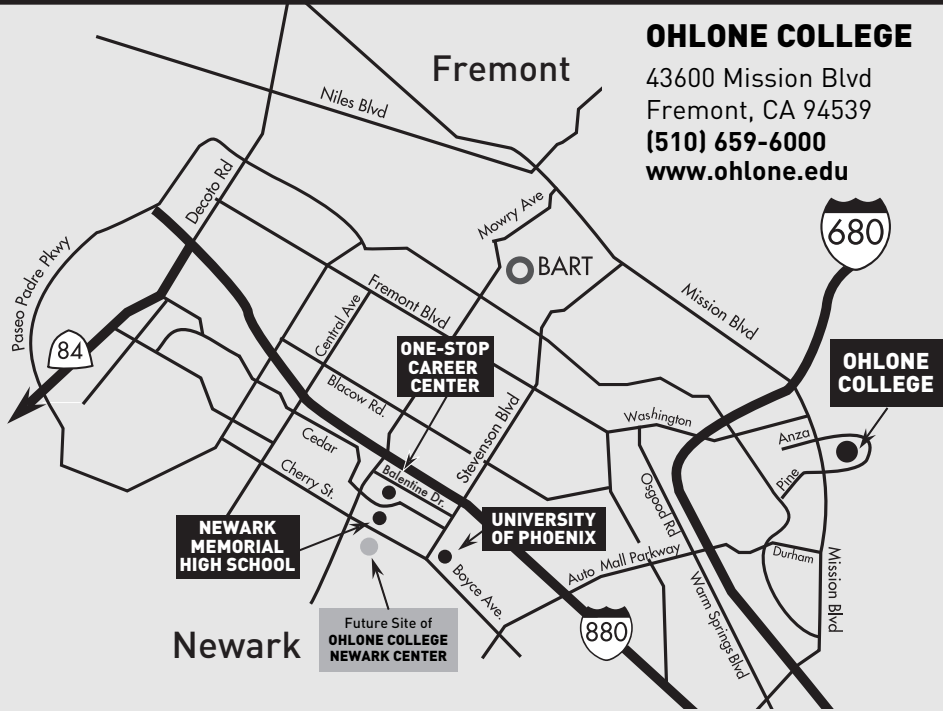 OHLONE COLLEGE
43600 Mission Blvd
Fremont, CA 94539
(510) 659-6000
www.ohlone.edu
Fremont
Niles Blvd
Decoto Rd
Mowry Ave
680
Paseo Padre Pkwy
BART
Mission Blvd
Fremont Blvd
Central Ave
84
ONE-STOP
CAREER
CENTER
OHLONE
COLLEGE
Blacow Rd.
Stevenson Blvd
Washington
Anza
Cedar
Cherry St.
Balentine Dr.
Pine
Osgood Rd
NEWARK
MEMORIAL
HIGH SCHOOL
UNIVERSITY
OF PHOENIX
Auto Mall Parkway
Durham
Mission Blvd
Boyce Ave.
Warm Springs Blvd
Newark
Future Site of
OHLONE COLLEGE
NEWARK CENTER
880